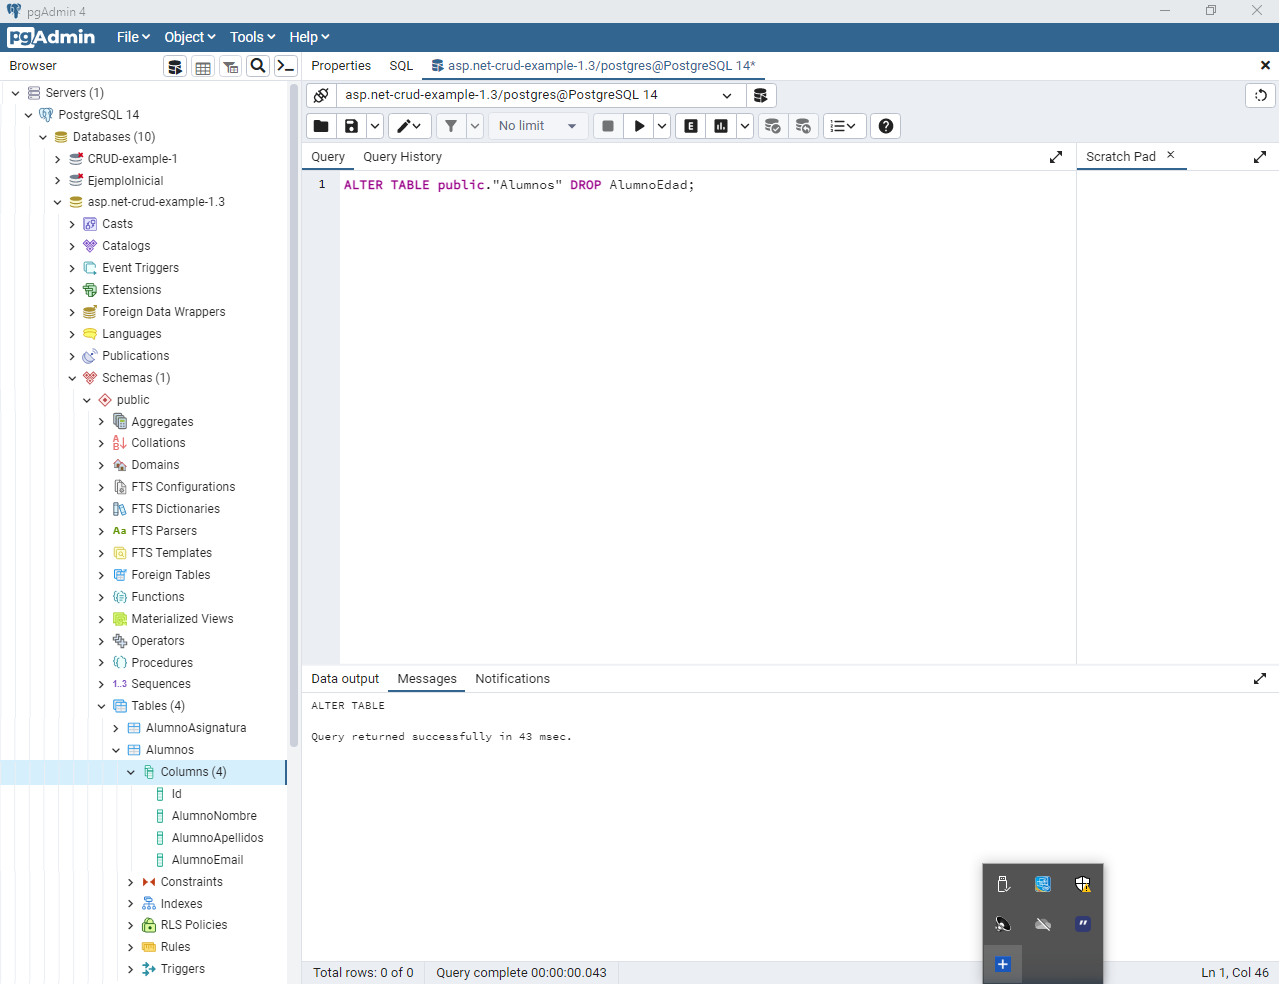 pgAdmin 4
pgAdmin File Object Tools Help
Browser
Properties SQL asp.net-crud-example-1.3/postgres@PostgreSQL 14*
asp.net-crud-example-1.3/postgres@PostgreSQL 14
No limit
E
Query Query History
Scratch Pad
1 ALTER TABLE public."Alumnos" DROP AlumnoEdad;
Servers (1)
PostgreSQL 14
Databases (10)
CRUD-example-1
EjemploInicial
asp.net-crud-example-1.3
Casts
Catalogs
Event Triggers
Extensions
Foreign Data Wrappers
Languages
Publications
Schemas (1)
public
Aggregates
Collations
Domains
FTS Configurations
FTS Dictionaries
Aa FTS Parsers
FTS Templates
Foreign Tables
Functions
Materialized Views
Operators
Procedures
1..3 Sequences
Tables (4)
AlumnoAsignatura
Alumnos
Columns (4)
Id
AlumnoNombre
AlumnoApellidos
AlumnoEmail
Constraints
Indexes
RLS Policies
Rules
Triggers
Data output Messages Notifications
ALTER TABLE
Query returned successfully in 43 msec.
Total rows: 0 of 0 Query complete 00:00:00.043 Ln 1, Col 46